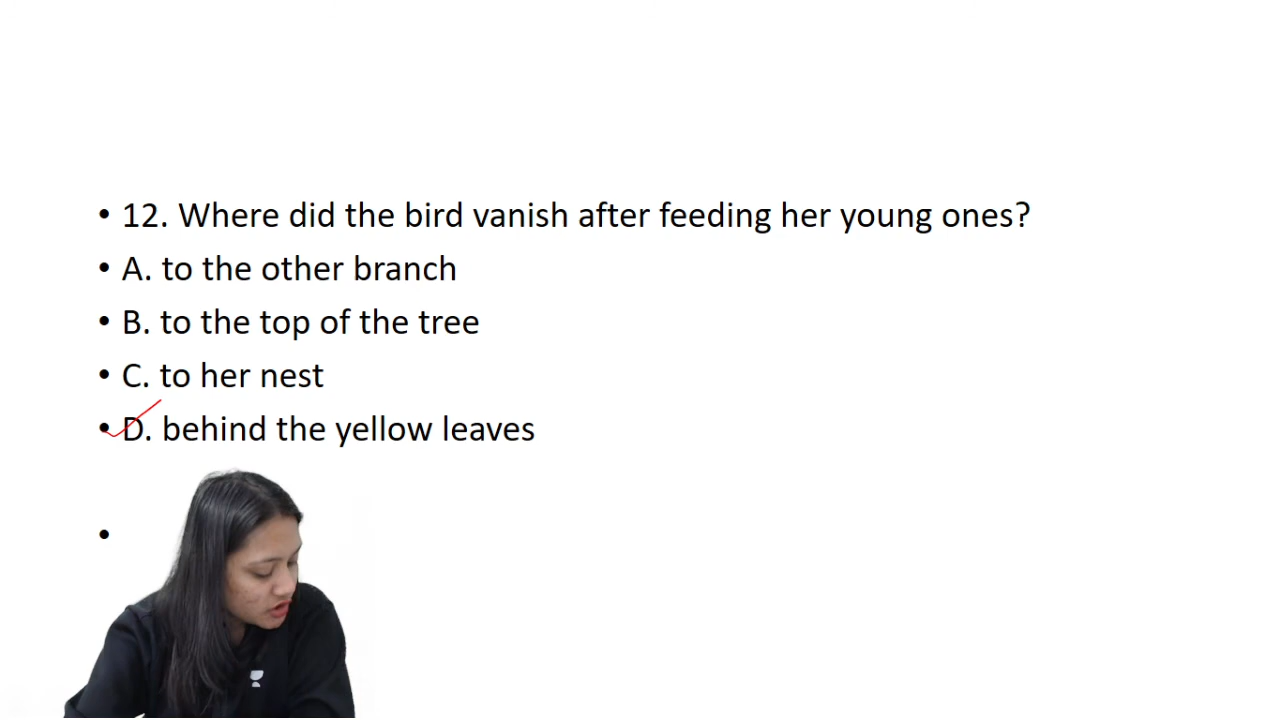 • 12. Where did the bird vanish after feeding her young ones?
• A. to the other branch
• B. to the top of the tree
• C. to her nest
• D. behind the yellow leaves
•